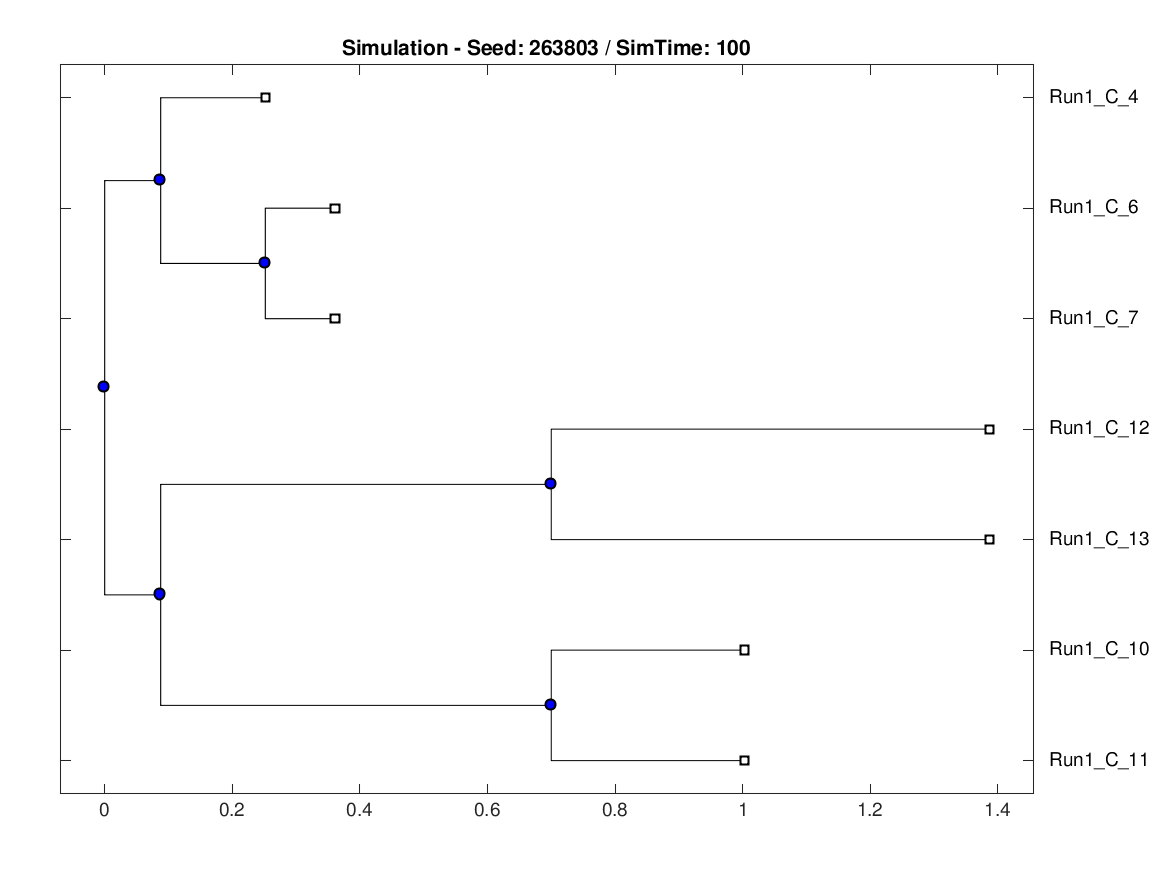 Simulation - Seed: 263803 / SimTime: 100
Run1_C_4
Run1_C_6
Run1_C_7
Run1_C_12
Run1_C_13
Run1_C_10
Run1_C_11
0 0.2 0.4 0.6 0.8 1 1.2 1.4